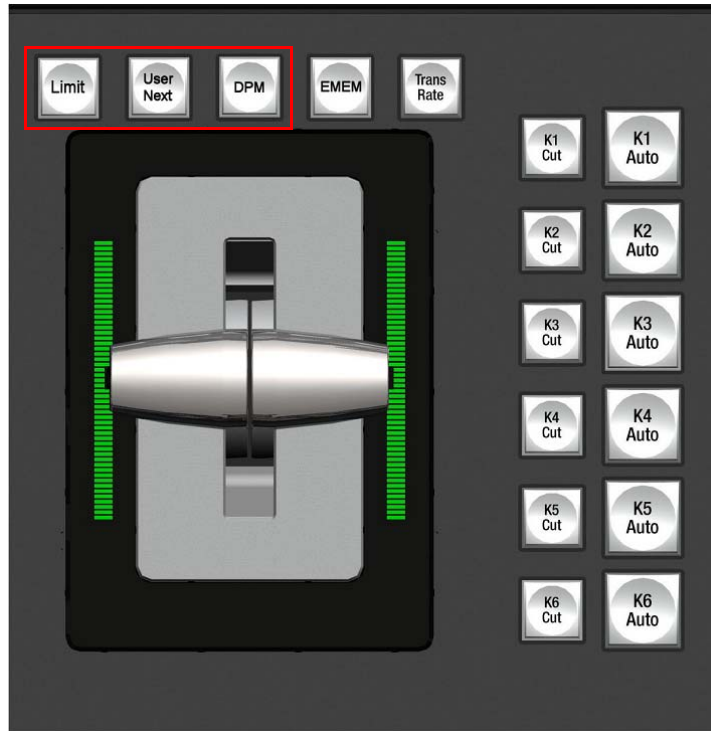 Limit
User
Next
DPM
EMEM
Trans
Rate
K1
Cut
K1
Auto
K2
Cut
K2
Auto
K3
Cut
K3
Auto
K4
Cut
K4
Auto
K5
Cut
K5
Auto
K6
Cut
K6
Auto